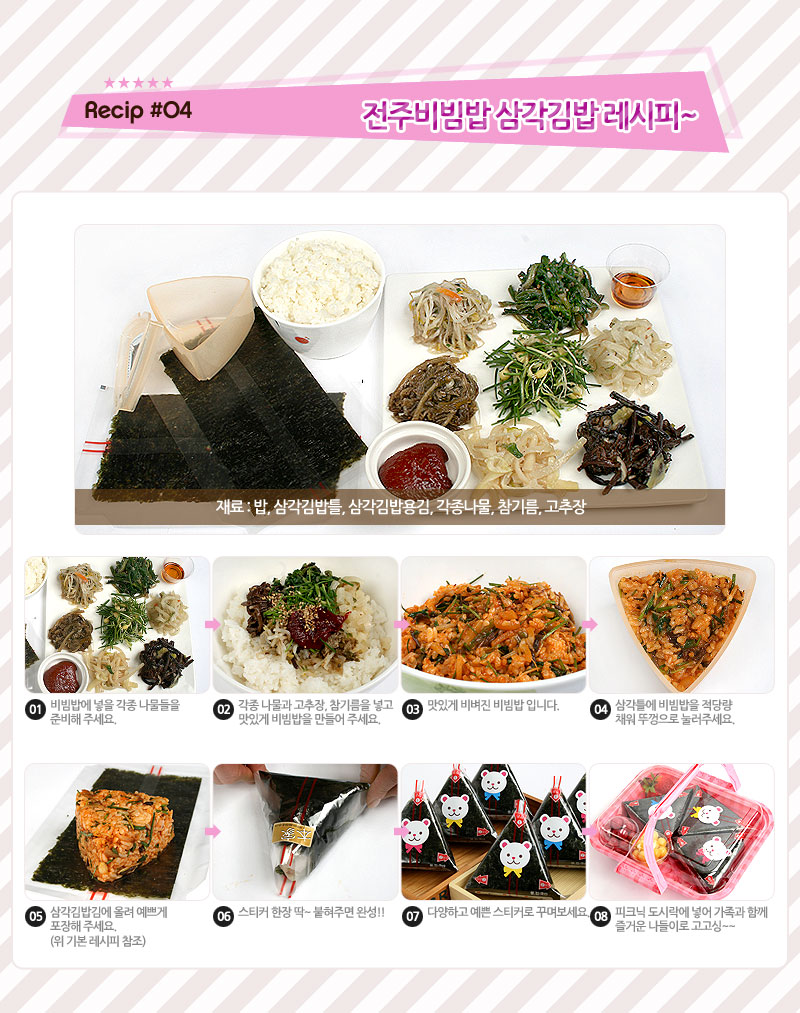 Recip #04
전주비빔밥 삼각김밥 레시피~
재료 : 밥, 삼각김밥틀, 삼각김밥용김, 각종나물, 참기름, 고추장
01 비빔밥에 넣을 각종 나물들을
준비해 주세요.
02 각종 나물과 고추장, 참기름을 넣고
맛있게 비빔밥을 만들어 주세요.
03 맛있게 비벼진 비빔밥 입니다.
04 삼각틀에 비빔밥을 적당량
채워 뚜껑으로 눌러주세요.
05 삼각김밥김에 올려 예쁘게
포장해 주세요.
(위 기본 레시피 참조)
06 스티커 한장 딱~ 붙혀주면 완성!!
07 다양하고 예쁜 스티커로 꾸며보세요.
08 피크닉 도시락에 넣어 가족과 함께
즐거운 나들이로 고고싱~~